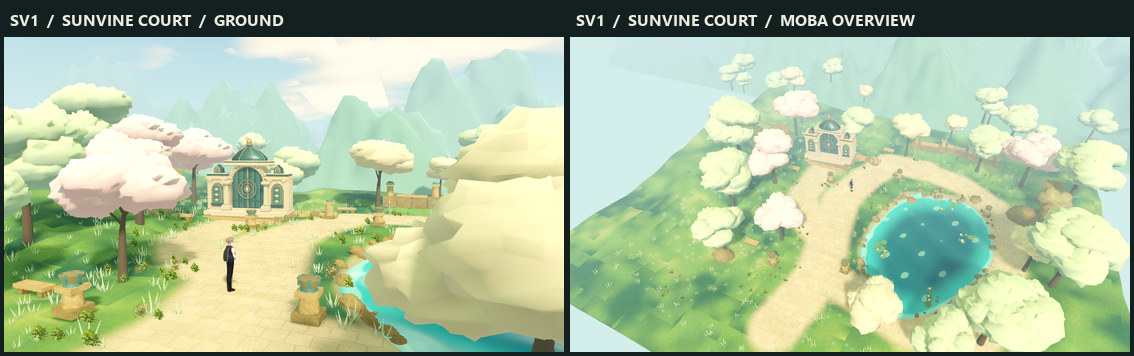 SV1 / SUNVINE COURT / GROUND
SV1 / SUNVINE COURT / MOBA OVERVIEW